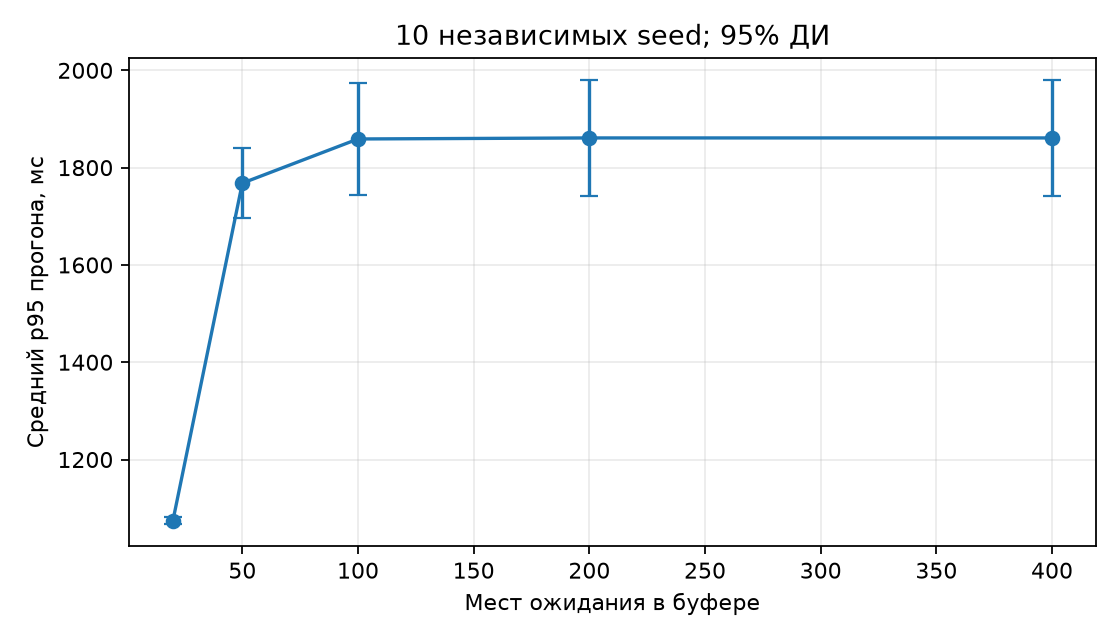 10 независимых seed; 95% ДИ
Средний p95 прогона, мс
2000
1800
1600
1400
1200
50 100 150 200 250 300 350 400
Мест ожидания в буфере